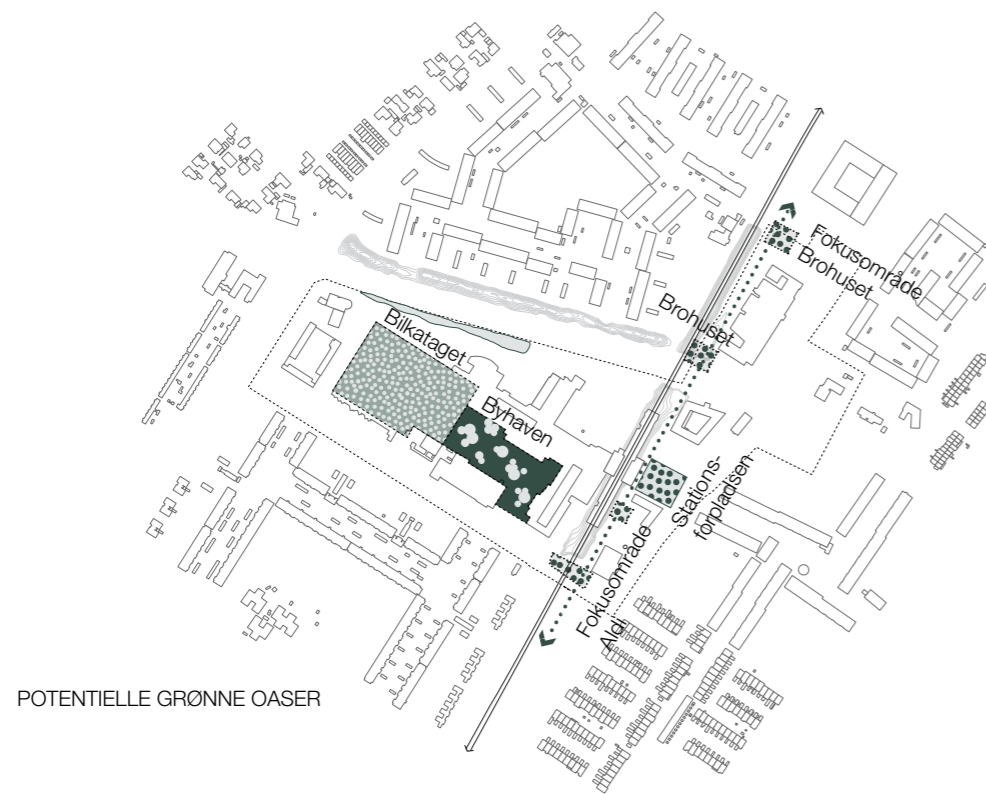 Fokusområde
Brohuset
Brohuset
Bilkataget
Byhaven
Stations-
forpladsen
Fokusområde
Aldi
POTENTIELLE GRØNNE OASER